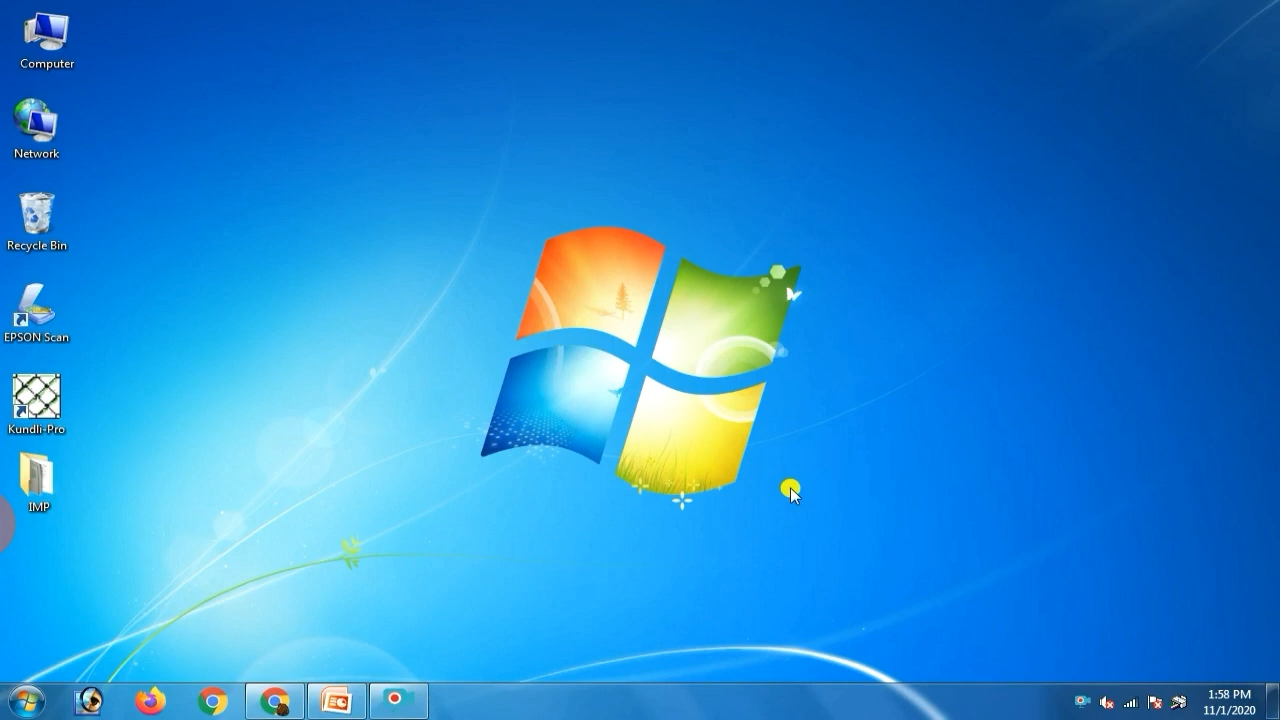 Computer
Network
Recycle Bin
EPSON Scan
Kundli-Pro
IMP
1:58 PM
11/1/2020